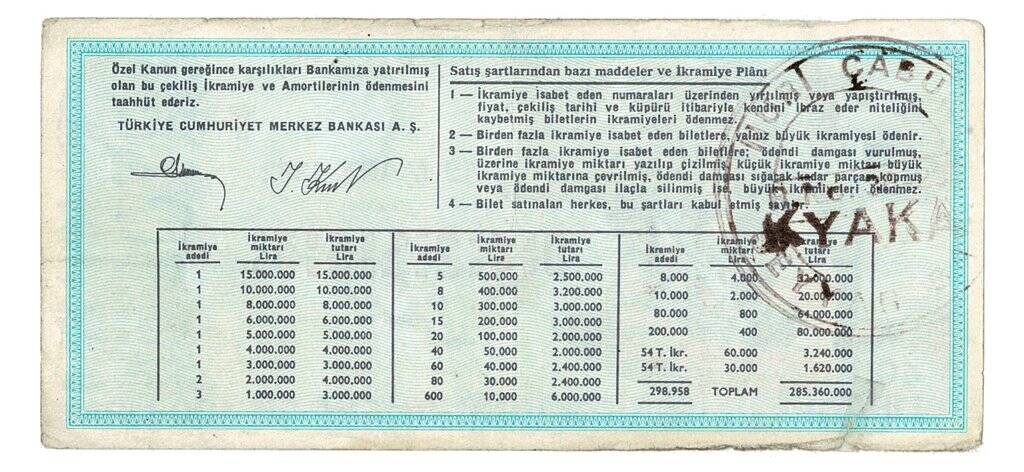 Özel Kanun gereğince karşılıkları Bankamıza yatırılmış
olan bu çekiliş İkramiye ve Amortilerinin ödenmesini
taahhüt ederiz.
TÜRKİYE CUMHURİYET MERKEZ BANKASI A. Ş.
Satış şartlarından bazı maddeler ve İkramiye Plânı
1 — İkramiye isabet eden numaraları üzerinden yırtılmış veya yapıştırılmış,
fiyat, çekiliş tarihi ve küpürü itibariyle kendini ibraz eder niteliğini
kaybetmiş biletlerin ikramiyeleri ödenmez.
2 — Birden fazla ikramiye isabet eden biletlere, yalnız büyük ikramiyesi ödenir.
3 — Birden fazla ikramiye isabet eden biletlere; ödendi damgası vurulmuş,
üzerine ikramiye miktarı yazılıp çizilmiş, küçük ikramiye miktarı büyük
ikramiye miktarına çevrilmiş, ödendi damgası sığacak kadar parçası kopmuş
veya ödendi damgası ilaçla silinmiş ise, büyük ikramiyeleri ödenmez.
4 — Bilet satınalan herkes, bu şartları kabul etmiş sayılır.
ÇABU
KYAKA
İkramiye adedi İkramiye miktarı Lira İkramiye tutarı Lira
1 15.000.000 15.000.000
1 10.000.000 10.000.000
1 8.000.000 8.000.000
1 6.000.000 6.000.000
1 5.000.000 5.000.000
1 4.000.000 4.000.000
1 3.000.000 3.000.000
2 2.000.000 4.000.000
3 1.000.000 3.000.000
İkramiye adedi İkramiye miktarı Lira İkramiye tutarı Lira
5 500,000 2.500.000
8 400.000 3.200.000
10 300.000 3.000.000
15 200,000 3.000.000
20 100.000 2.000.000
40 50.000 2.000.000
60 40.000 2.400.000
80 30.000 2.400.000
600 10,000 6.000.000
İkramiye adedi İkramiye miktarı Lira İkramiye tutarı Lira
8.000 4.000 32.000.000
10.000 2.000 20.000.000
80.000 800 64.000.000
200.000 400 80.000.000
54 T. İkr. 60.000 3.240.000
54 T. İkr. 30.000 1.620.000
298.958 TOPLAM 285.360.000